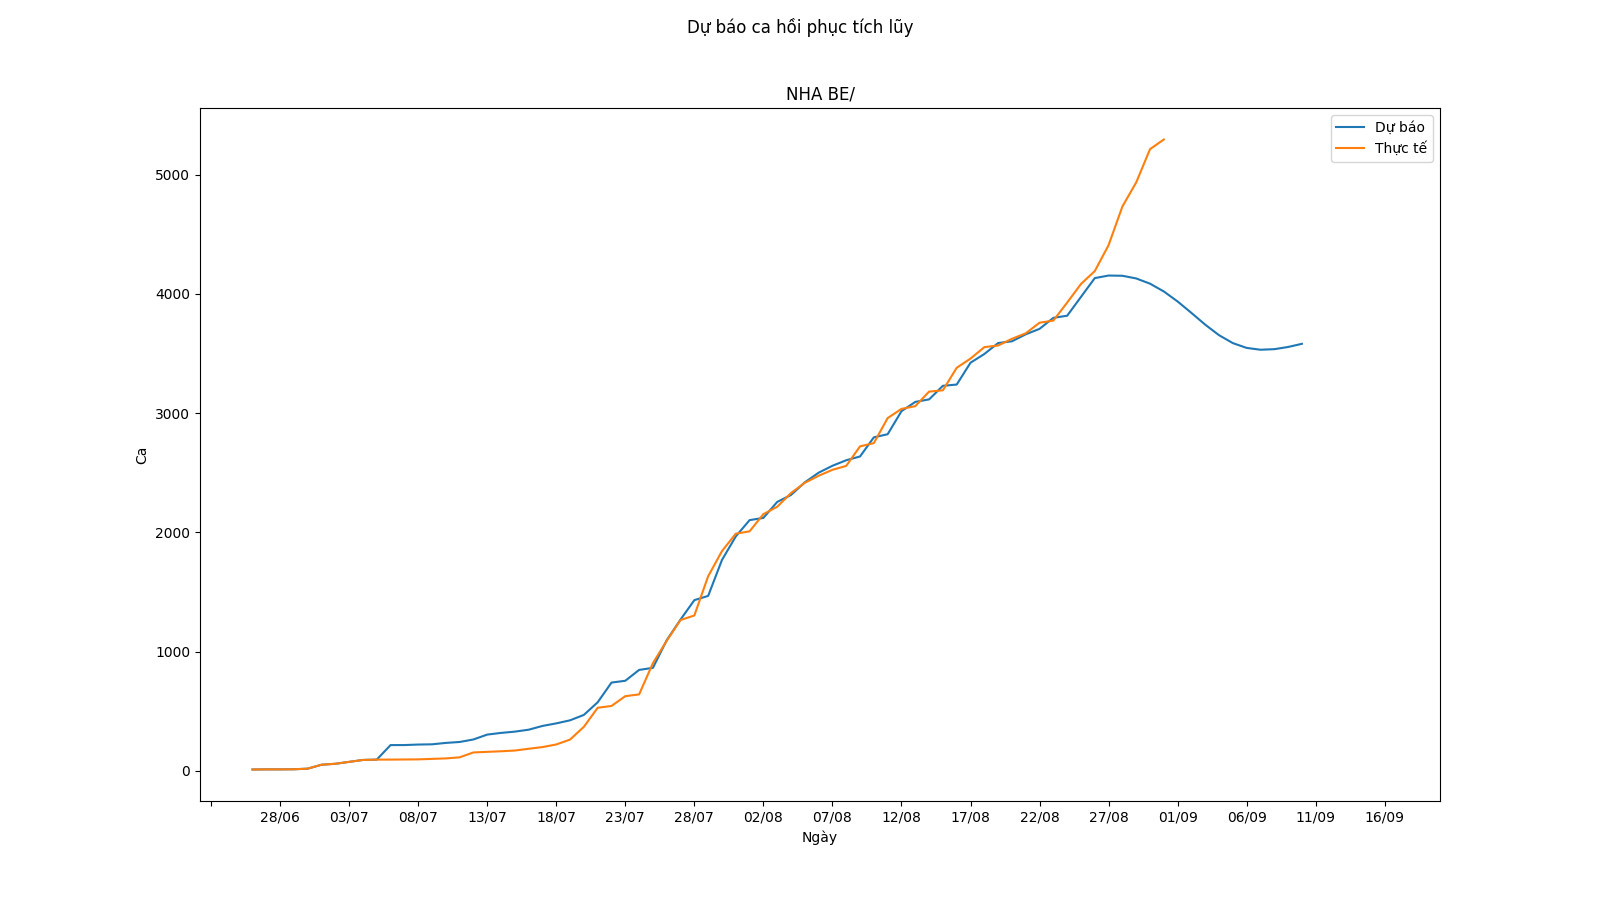 Dự báo ca hồi phục tích lũy
NHA BE/
Dự báo
Thực tế
5000
4000
3000
2000
1000
0
Ca
28/06 03/07 08/07 13/07 18/07 23/07 28/07 02/08 07/08 12/08 17/08 22/08 27/08 01/09 06/09 11/09 16/09
Ngày